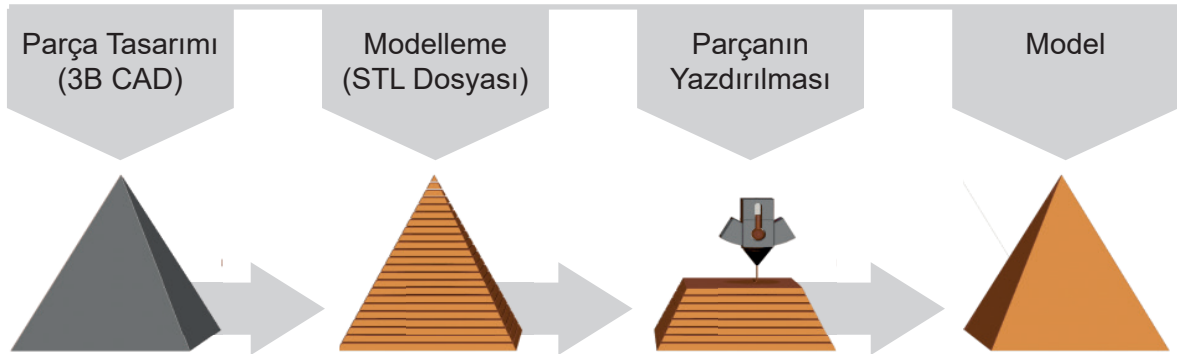 Parça Tasarımı
(3B CAD)
Modelleme
(STL Dosyası)
Parçanın
Yazdırılması
Model